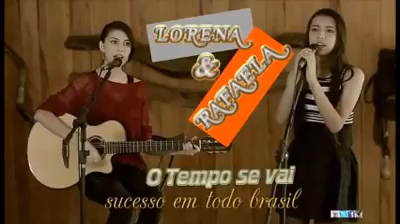 LORENA
&
RAFAELA
O Tempo se vai
sucesso em todo brasil